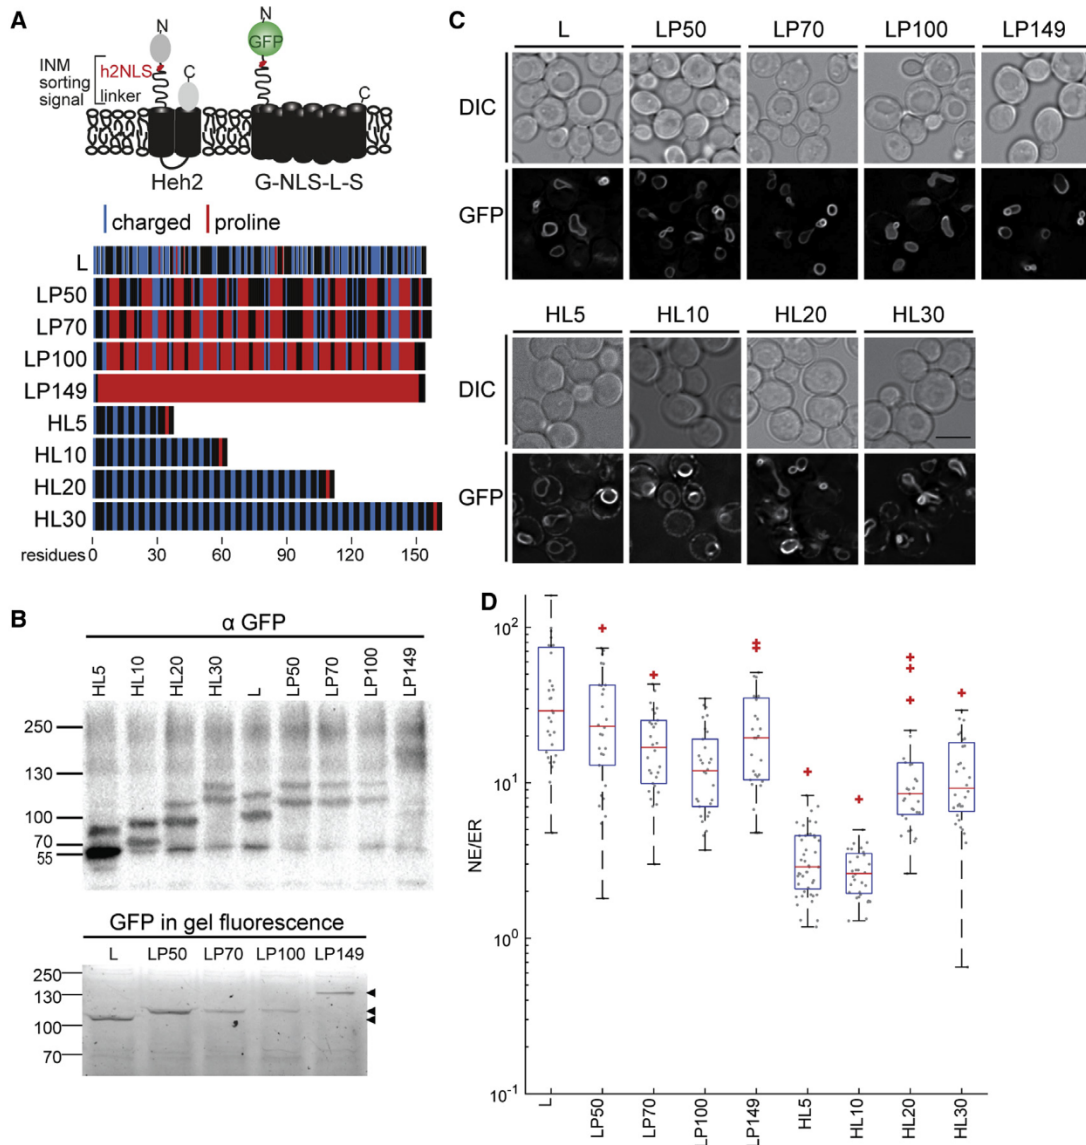 A
N
N
GFP
INM
sorting
signal
h2NLS
C
linker
C
Heh2
G-NLS-L-S
charged
proline
L
LP50
LP70
LP100
LP149
HL5
HL10
HL20
HL30
residues 0 30 60 90 120 150
B
α GFP
HL5 HL10 HL20 HL30 L LP50 LP70 LP100 LP149
250
130
100
70
55
GFP in gel fluorescence
L LP50 LP70 LP100 LP149
250
130
100
70
C
L LP50 LP70 LP100 LP149
DIC
GFP
HL5 HL10 HL20 HL30
DIC
GFP
D
NE/ER
10²
10¹
10⁰
10⁻¹
L LP50 LP70 LP100 LP149 HL5 HL10 HL20 HL30